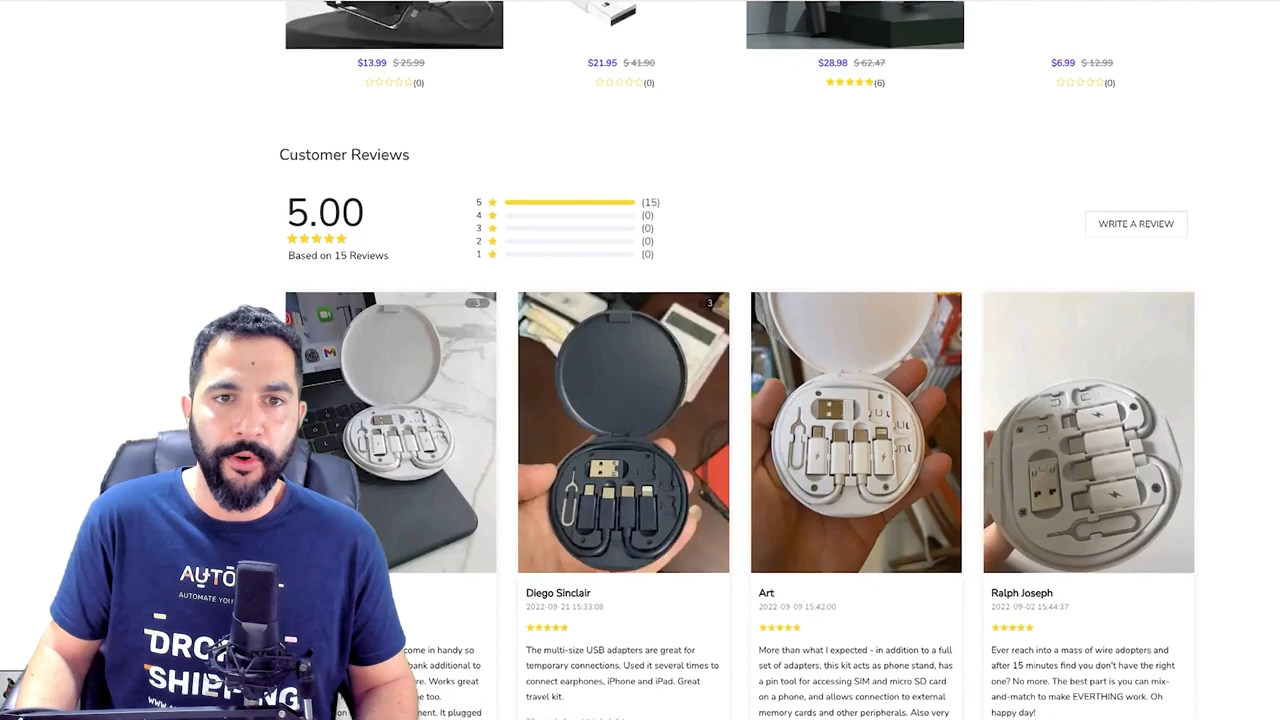 $13.99 $ 25.99
$21.95 $ 41.90
$28.98 $ 62.47
$6.99 $ 12.99
(0)
(0)
(6)
(0)
Customer Reviews
5.00
Based on 15 Reviews
5 (15)
4 (0)
3 (0)
2 (0)
1 (0)
WRITE A REVIEW
3
3
come in handy so
bank additional to
re. Works great
too.
ment. It plugged
Diego Sinclair
2022-09-21 15:33:08
The multi-size USB adapters are great for
temporary connections. Used it several times to
connect earphones, iPhone and iPad. Great
travel kit.
Art
2022-09-09 15:42:00
More than what I expected - in addition to a full
set of adapters, this kit acts as phone stand, has
a pin tool for accessing SIM and micro SD card
on a phone, and allows connection to external
memory cards and other peripherals. Also very
Ralph Joseph
2022-09-02 15:44:37
Ever reach into a mass of wire adopters and
after 15 minutes find you don't have the right
one? No more. The best part is you can mix-
and-match to make EVERTHING work. Oh
happy day!
AUTO
AUTOMATE YOU
DRO
SHIPPING
WWW.